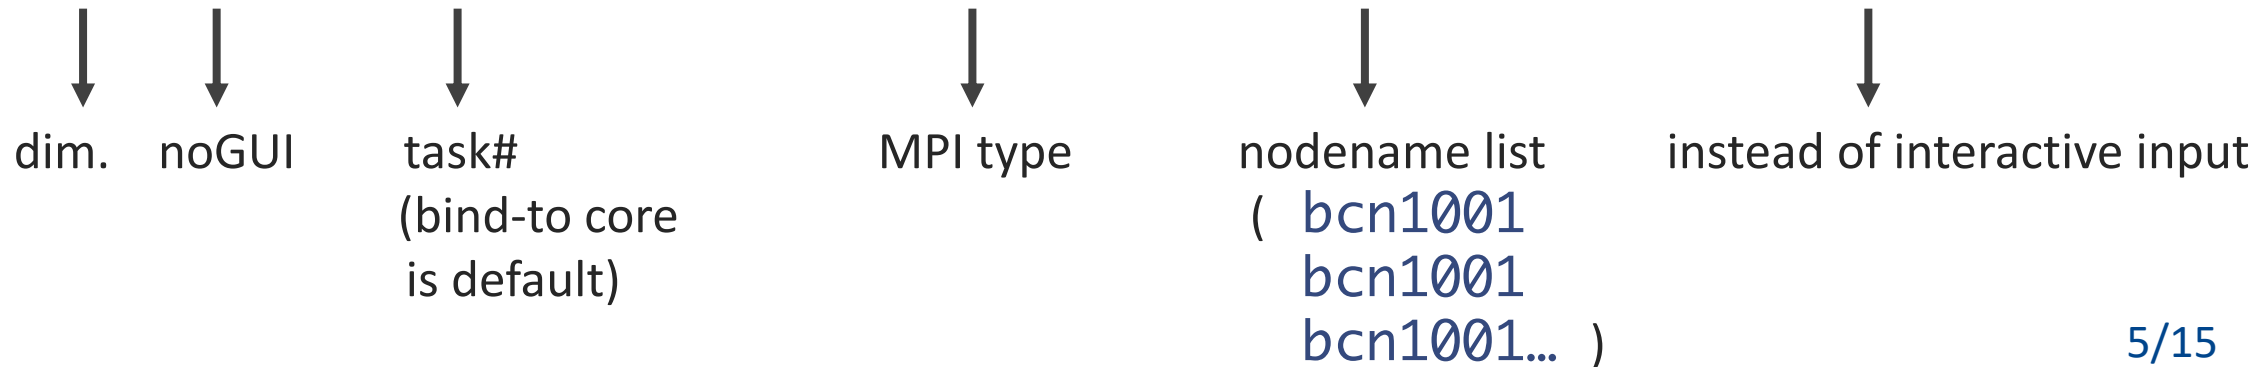 dim. noGUI task# MPI type nodename list instead of interactive input
(bind-to core ( bcn1001
is default) bcn1001
bcn1001… ) 5/15